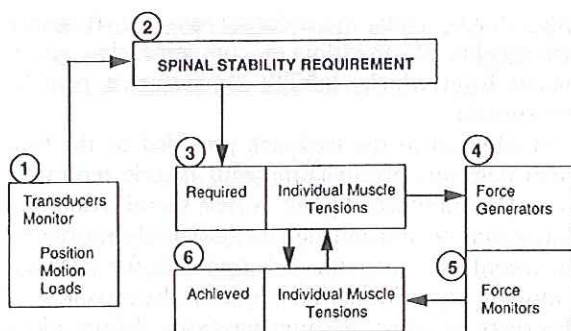 2
SPINAL STABILITY REQUIREMENT
1
Transducers
Monitor
Position
Motion
Loads
3
Required
Individual Muscle
Tensions
4
Force
Generators
6
Achieved
Individual Muscle
Tensions
5
Force Monitors